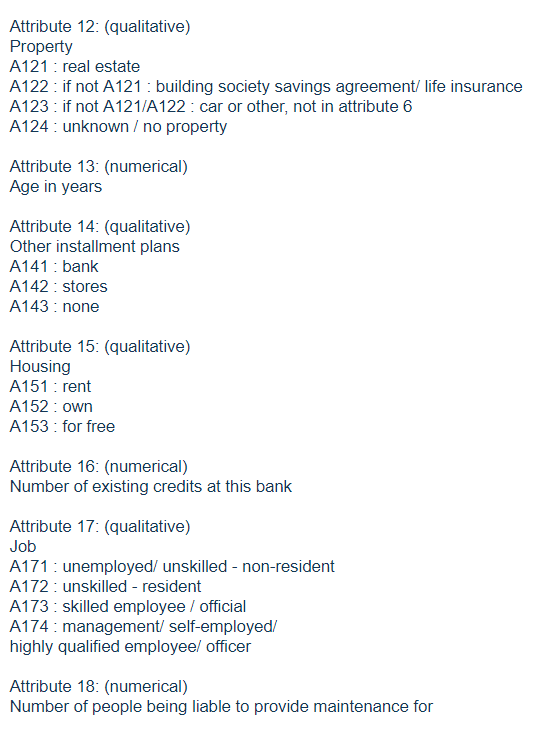 Attribute 12: (qualitative)
Property
A121 : real estate
A122 : if not A121 : building society savings agreement/ life insurance
A123 : if not A121/A122 : car or other, not in attribute 6
A124 : unknown / no property
Attribute 13: (numerical)
Age in years
Attribute 14: (qualitative)
Other installment plans
A141 : bank
A142 : stores
A143 : none
Attribute 15: (qualitative)
Housing
A151 : rent
A152 : own
A153 : for free
Attribute 16: (numerical)
Number of existing credits at this bank
Attribute 17: (qualitative)
Job
A171 : unemployed/ unskilled - non-resident
A172 : unskilled - resident
A173 : skilled employee / official
A174 : management/ self-employed/
highly qualified employee/ officer
Attribute 18: (numerical)
Number of people being liable to provide maintenance for